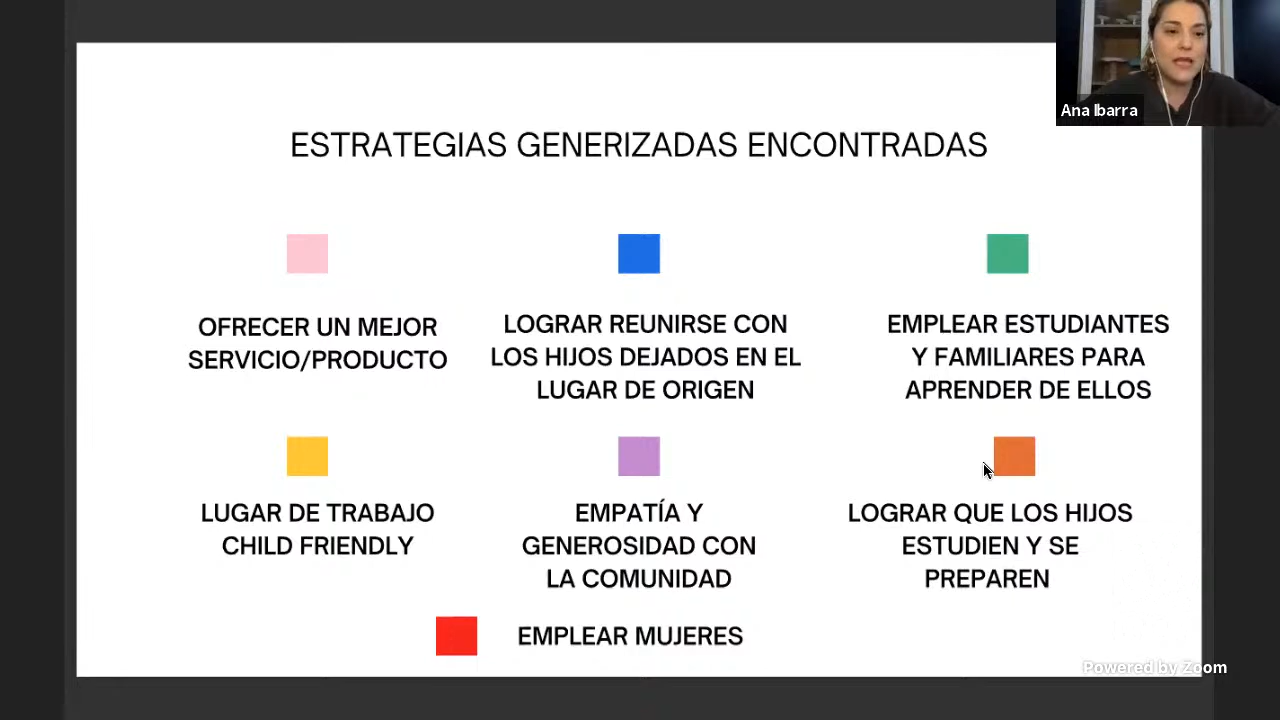 Ana Ibarra
ESTRATEGIAS GENERIZADAS ENCONTRADAS
OFRECER UN MEJOR
SERVICIO/PRODUCTO
LOGRAR REUNIRSE CON
LOS HIJOS DEJADOS EN EL
LUGAR DE ORIGEN
EMPLEAR ESTUDIANTES
Y FAMILIARES PARA
APRENDER DE ELLOS
LUGAR DE TRABAJO
CHILD FRIENDLY
EMPATÍA Y
GENEROSIDAD CON
LA COMUNIDAD
LOGRAR QUE LOS HIJOS
ESTUDIEN Y SE
PREPAREN
EMPLEAR MUJERES
Powered by Zoom